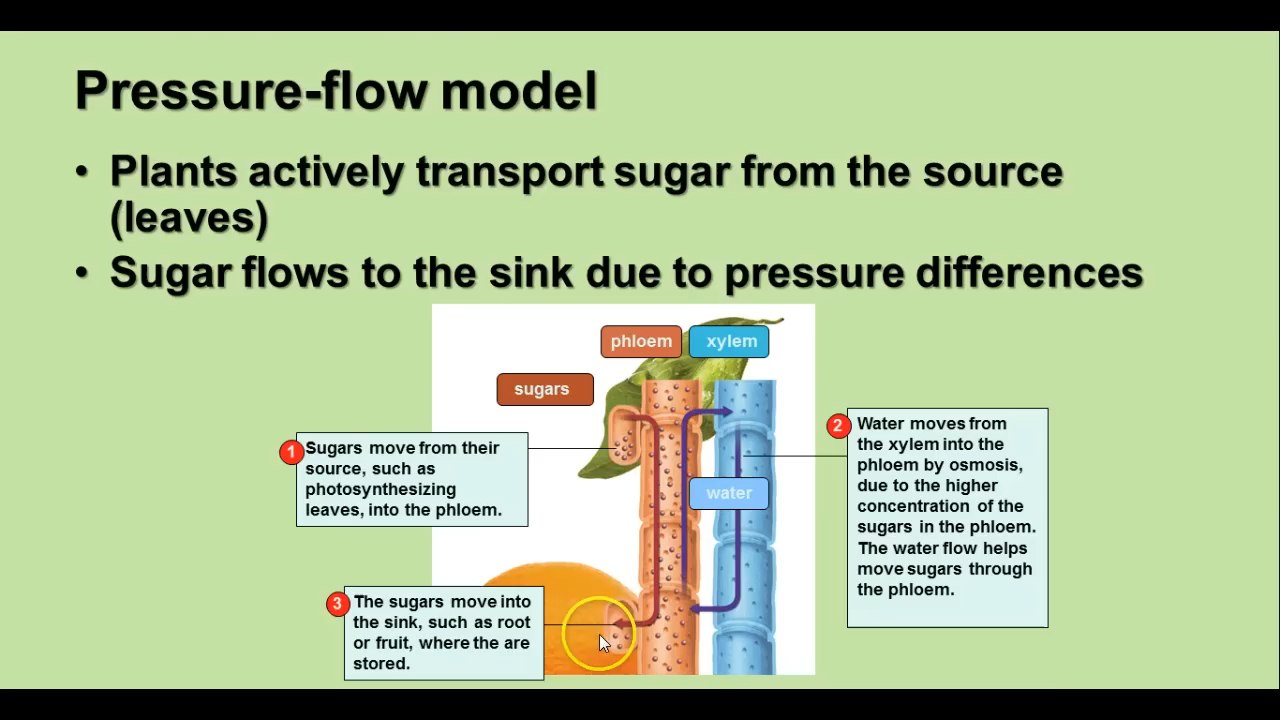 Pressure-flow model
• Plants actively transport sugar from the source
(leaves)
• Sugar flows to the sink due to pressure differences
phloem
xylem
sugars
1
Sugars move from their
source, such as
photosynthesizing
leaves, into the phloem.
2
Water moves from
the xylem into the
phloem by osmosis,
due to the higher
concentration of the
sugars in the phloem.
The water flow helps
move sugars through
the phloem.
water
3
The sugars move into
the sink, such as root
or fruit, where the are
stored.